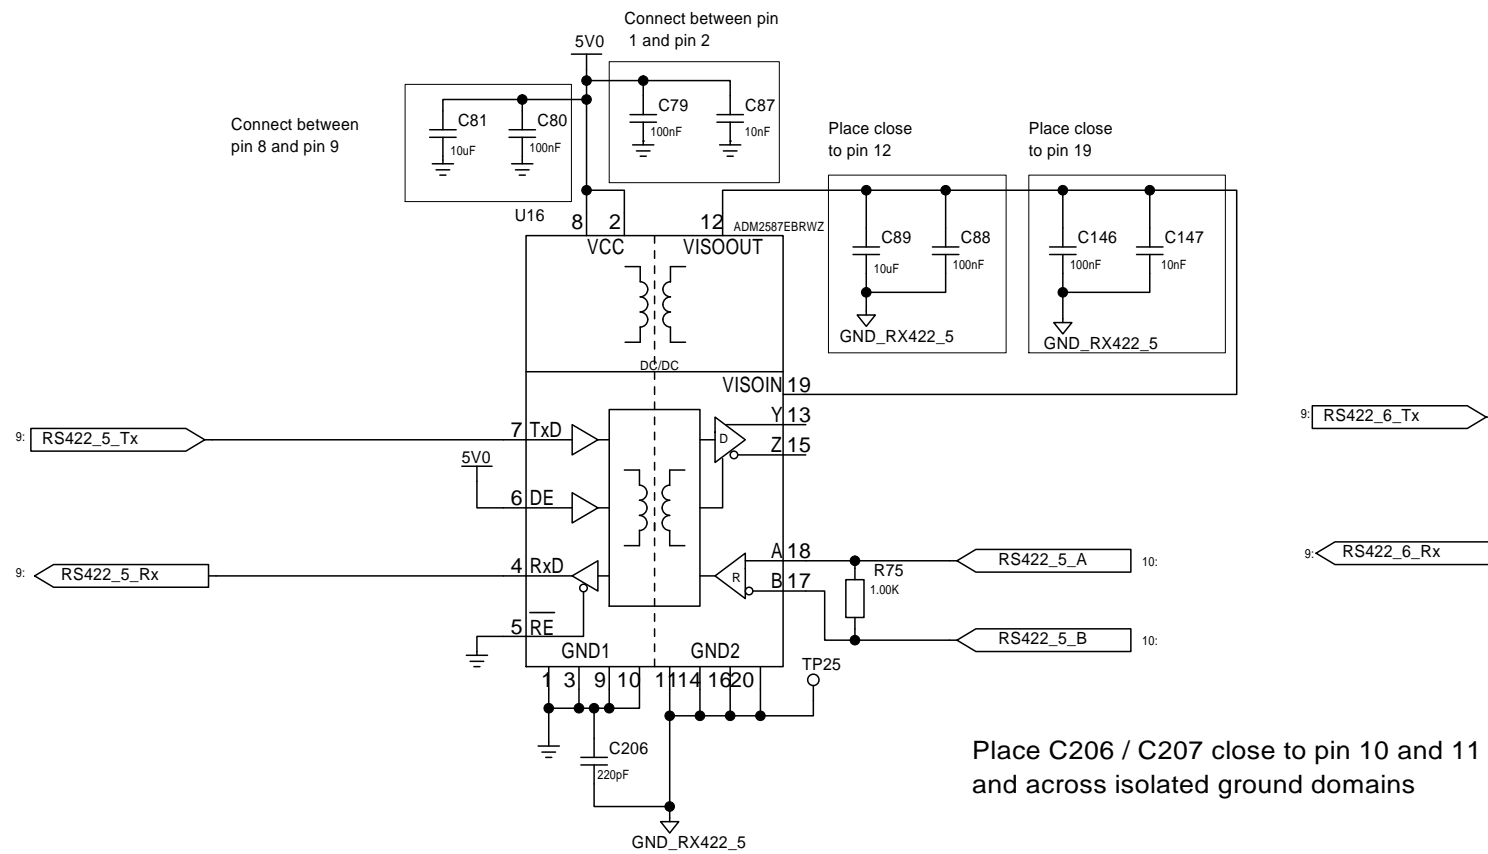 Connect between pin
1 and pin 2
5V0
Connect between
pin 8 and pin 9
C81
10uF
C80
100nF
C79
100nF
C87
10nF
Place close
to pin 12
Place close
to pin 19
U16
8
2
12
ADM2587EBRWZ
VCC
VISOOUT
C89
10uF
C88
100nF
C146
100nF
C147
10nF
GND_RX422_5
GND_RX422_5
DC/DC
VISOIN 19
Y 13
9: RS422_5_Tx
7 TxD
D
Z 15
9: RS422_6_Tx
5V0
6 DE
A 18
RS422_5_A
10:
9: RS422_6_Rx
9: RS422_5_Rx
4 RxD
R
B 17
R75
1.00K
5 RE
RS422_5_B
10:
GND1
GND2
TP25
1 3 9 10 11 14 16 20
C206
220pF
Place C206 / C207 close to pin 10 and 11
and across isolated ground domains
GND_RX422_5